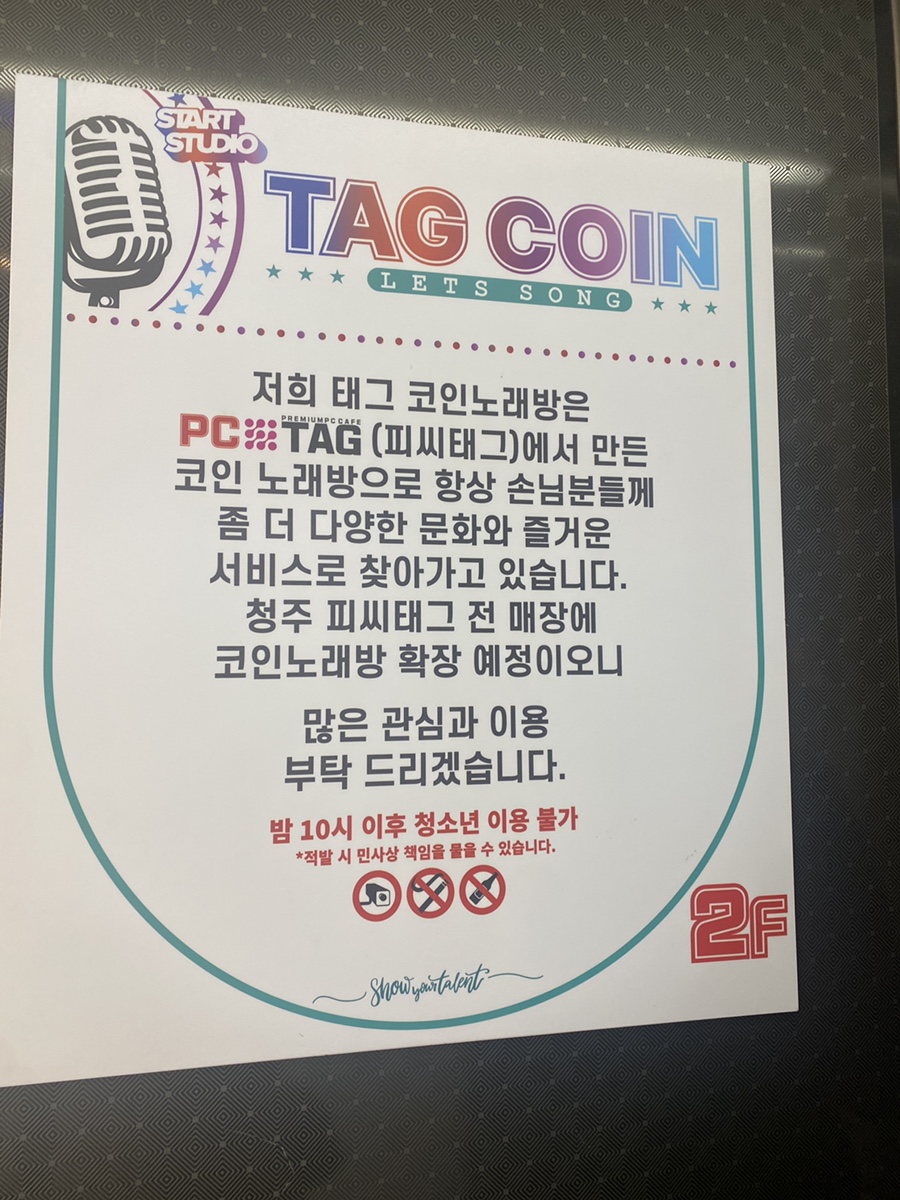 START
STUDIO
TAG COIN
LETS SONG
저희 태그 코인노래방은
PREMIUM PC CAFE
PC TAG (피씨태그)에서 만든
코인 노래방으로 항상 손님분들께
좀 더 다양한 문화와 즐거운
서비스로 찾아가고 있습니다.
청주 피씨태그 전 매장에
코인노래방 확장 예정이오니
많은 관심과 이용
부탁 드리겠습니다.
밤 10시 이후 청소년 이용 불가
*적발 시 민사상 책임을 물을 수 있습니다.
2F
Show your talent